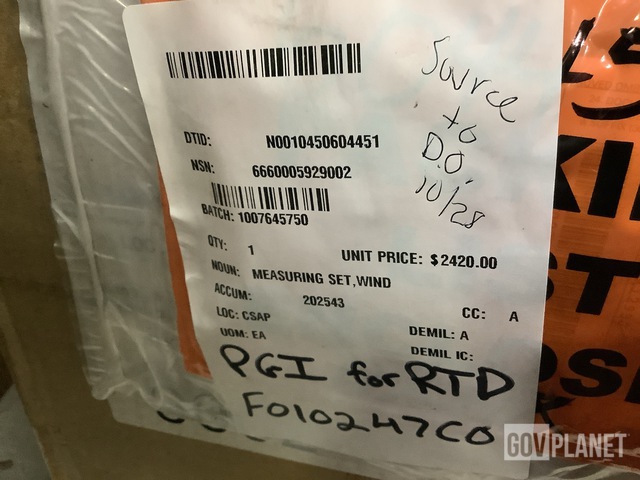 Source
to
D.O.
10/28
DTID: N0010450604451
NSN: 6660005929002
BATCH: 1007645750
QTY: 1 UNIT PRICE: $2420.00
NOUN: MEASURING SET,WIND
ACCUM: 202543 CC: A
LOC: CSAP DEMIL: A
UOM: EA DEMIL IC:
PGI for RTD
F010247C0
GOVPLANET